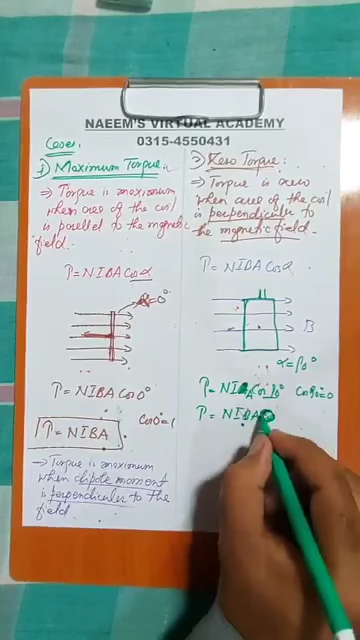 NAEEM'S VIRTUAL ACADEMY
0315-4550431
Cases
1) Maximum Torque:
⇒ Torque is maximum
when area of the coil
is parallel to the magnetic
field.
τ = NIBA Cosα
α = 0°
τ = NIBA Cos0°
Cos0° = 1
τ = NIBA
⇒ Torque is maximum
when dipole moment
is perpendicular to the
field.
2) Zero Torque:
⇒ Torque is zero
when area of the coil
is perpendicular to
the magnetic field.
τ = NIBA Cosα
B
α = 90°
τ = NIBA Cos90° Cos90° = 0
τ = NIBA